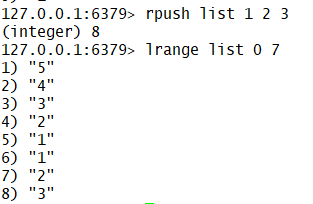 127.0.0.1:6379> rpush list 1 2 3
(integer) 8
127.0.0.1:6379> lrange list 0 7
1) "5"
2) "4"
3) "3"
4) "2"
5) "1"
6) "1"
7) "2"
8) "3"